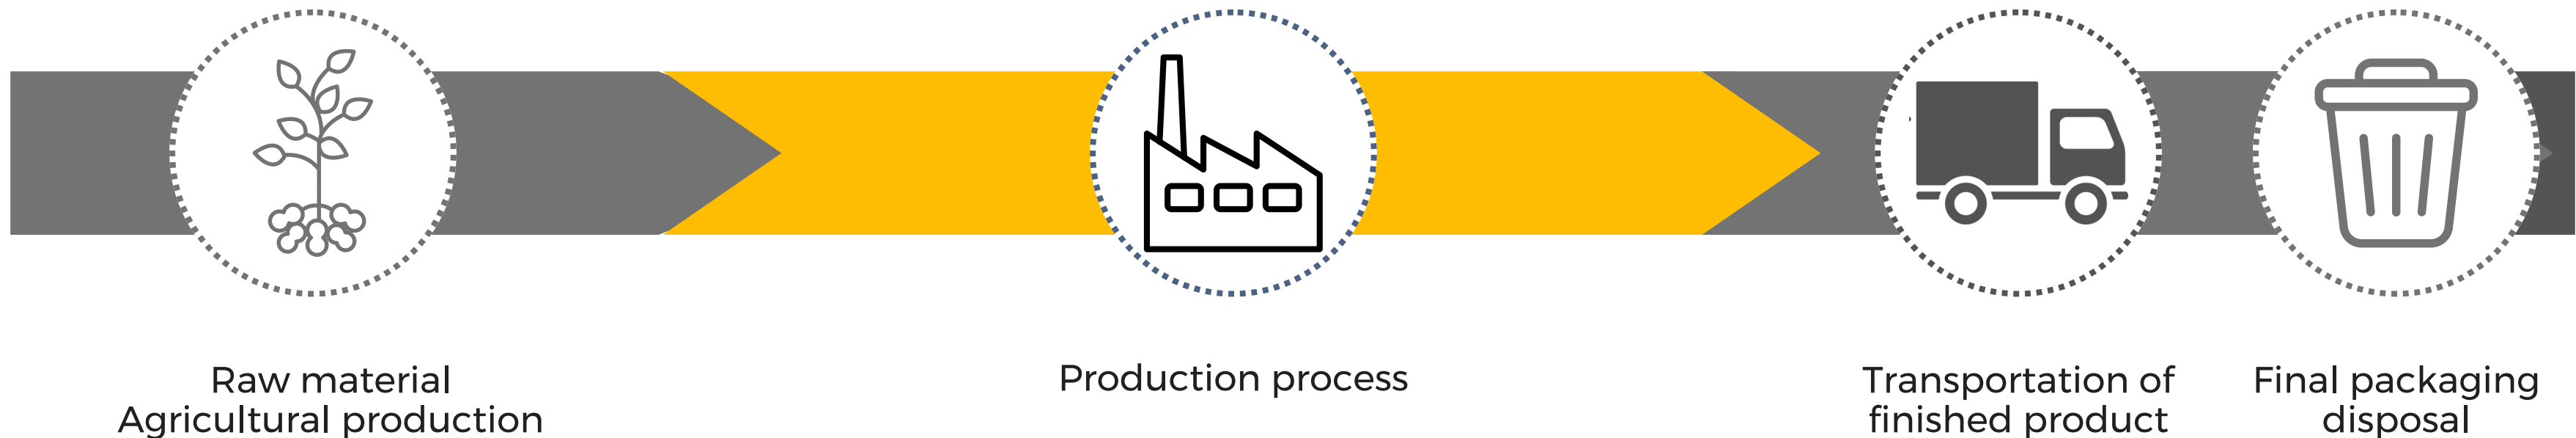 Raw material
Agricultural production
Production process
Transportation of
finished product
Final packaging
disposal